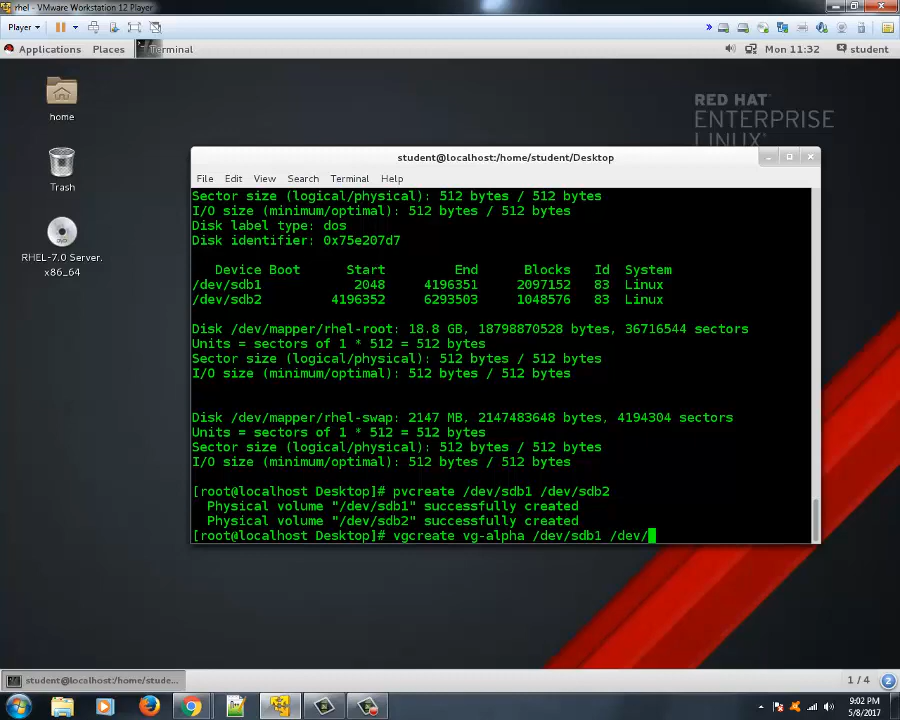 rhel - VMware Workstation 12 Player
Player
Applications Places Terminal
Mon 11:32 student
home
Trash
RHEL-7.0 Server.
x86_64
RED HAT
ENTERPRISE
LINUX
student@localhost:/home/student/Desktop
File Edit View Search Terminal Help
Sector size (logical/physical): 512 bytes / 512 bytes
I/O size (minimum/optimal): 512 bytes / 512 bytes
Disk label type: dos
Disk identifier: 0x75e207d7
Device Boot Start End Blocks Id System
/dev/sdb1 2048 4196351 2097152 83 Linux
/dev/sdb2 4196352 6293503 1048576 83 Linux
Disk /dev/mapper/rhel-root: 18.8 GB, 18798870528 bytes, 36716544 sectors
Units = sectors of 1 * 512 = 512 bytes
Sector size (logical/physical): 512 bytes / 512 bytes
I/O size (minimum/optimal): 512 bytes / 512 bytes
Disk /dev/mapper/rhel-swap: 2147 MB, 2147483648 bytes, 4194304 sectors
Units = sectors of 1 * 512 = 512 bytes
Sector size (logical/physical): 512 bytes / 512 bytes
I/O size (minimum/optimal): 512 bytes / 512 bytes
[root@localhost Desktop]# pvcreate /dev/sdb1 /dev/sdb2
Physical volume "/dev/sdb1" successfully created
Physical volume "/dev/sdb2" successfully created
[root@localhost Desktop]# vgcreate vg-alpha /dev/sdb1 /dev/
student@localhost:/home/stude...
1 / 4
2
9:02 PM
5/8/2017